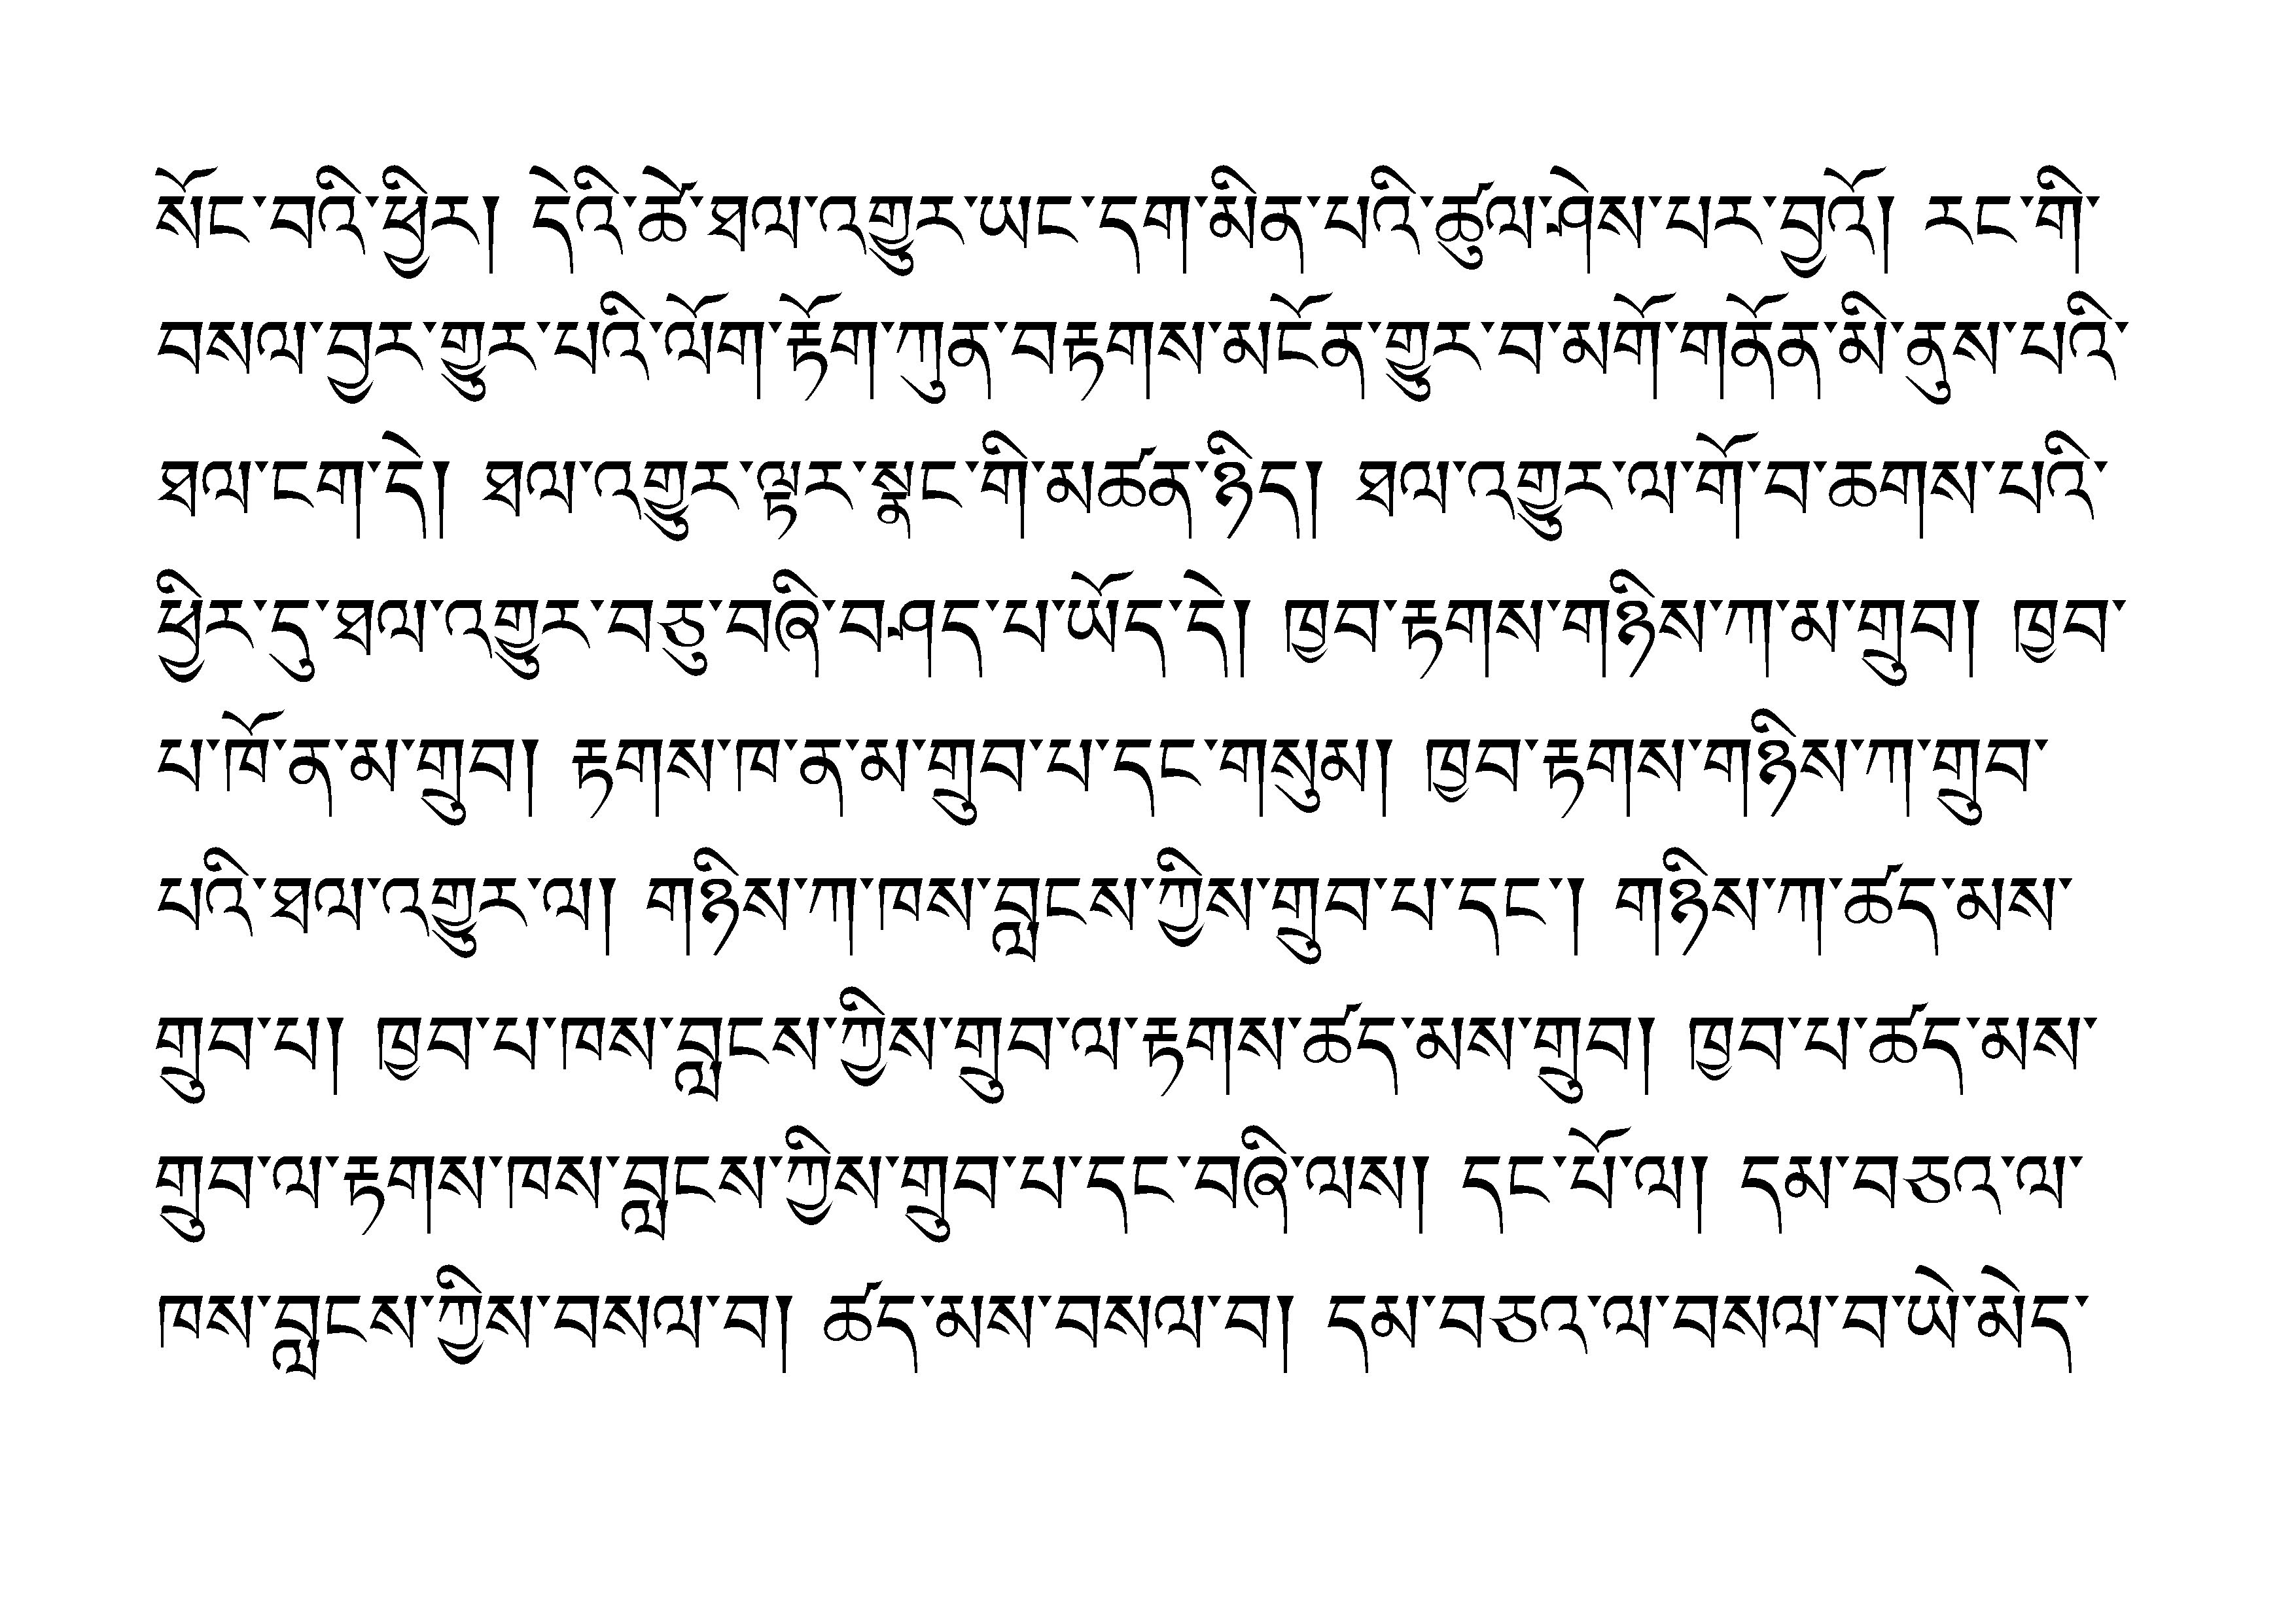 སོང་བའི་ཕྱིར། དེའི་ཚེ་ཐལ་འགྱུར་ཡང་དག་མིན་པའི་ཚུལ་ཤེས་པར་བྱའོ། རང་གི་
བསལ་བྱར་གྱུར་པའི་ལོག་རྟོག་ཀུན་བརྟགས་མངོན་གྱུར་བ་མགོ་གནོན་མི་ནུས་པའི་
ཐལ་ངག་དེ། ཐལ་འགྱུར་ལྟར་སྣང་གི་མཚན་ཉིད། ཐལ་འགྱུར་ལ་གོ་བ་ཆགས་པའི་
ཕྱིར་དུ་ཐལ་འགྱུར་བཅུ་བཞི་བཤད་པ་ཡོད་དེ། ཁྱབ་རྟགས་གཉིས་ཀ་མ་གྲུབ། ཁྱབ་
པ་ཁོ་ན་མ་གྲུབ། རྟགས་ཁ་ན་མ་གྲུབ་པ་དང་གསུམ། ཁྱབ་རྟགས་གཉིས་ཀ་གྲུབ་
པའི་ཐལ་འགྱུར་ལ། གཉིས་ཀ་ཁས་བླངས་ཀྱིས་གྲུབ་པ་དང་། གཉིས་ཀ་ཚད་མས་
གྲུབ་པ། ཁྱབ་པ་ཁས་བླངས་ཀྱིས་གྲུབ་ལ་རྟགས་ཚད་མས་གྲུབ། ཁྱབ་པ་ཚད་མས་
གྲུབ་ལ་རྟགས་ཁས་བླངས་ཀྱིས་གྲུབ་པ་དང་བཞི་ལས། དང་པོ་ལ། དམ་བཅའ་ལ་
ཁས་བླངས་ཀྱིས་བསལ་བ། ཚད་མས་བསལ་བ། དམ་བཅའ་ལ་བསལ་བ་ཡེ་མེད་